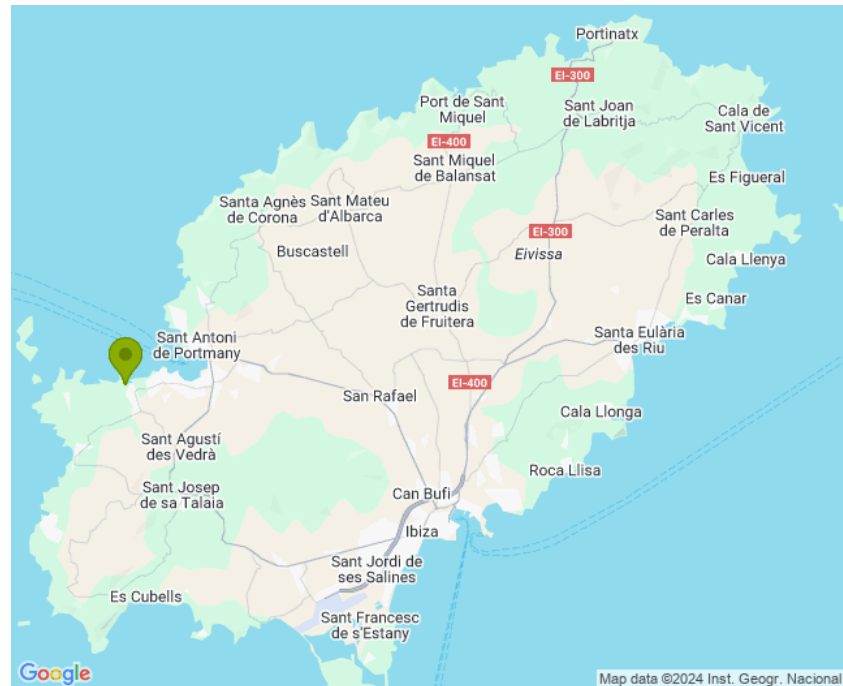 Portinatx
EI-300
Port de Sant
Miquel
Sant Joan
de Labritja
Cala de
Sant Vicent
EI-400
Sant Miquel
de Balansat
Es Figueral
Santa Agnès
de Corona
Sant Mateu
d'Albarca
Sant Carles
de Peralta
EI-300
Buscastell
Eivissa
Cala Llenya
Santa
Gertrudis
de Fruitera
Es Canar
Sant Antoni
de Portmany
Santa Eulària
des Riu
EI-400
San Rafael
Cala Llonga
Sant Agustí
des Vedrà
Roca Llisa
Sant Josep
de sa Talaia
Can Bufi
Ibiza
Sant Jordi de
ses Salines
Es Cubells
Sant Francesc
de s'Estany
Google
Map data ©2024 Inst. Geogr. Nacional